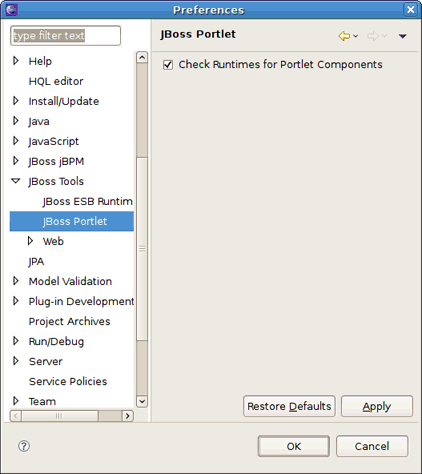 Preferences
type filter text
JBoss Portlet
Check Runtimes for Portlet Components
Help
HQL editor
Install/Update
Java
JavaScript
JBoss jBPM
JBoss Tools
JBoss ESB Runtim
JBoss Portlet
Web
JPA
Model Validation
Plug-in Development
Project Archives
Run/Debug
Server
Service Policies
Team
Restore Defaults
Apply
?
OK
Cancel